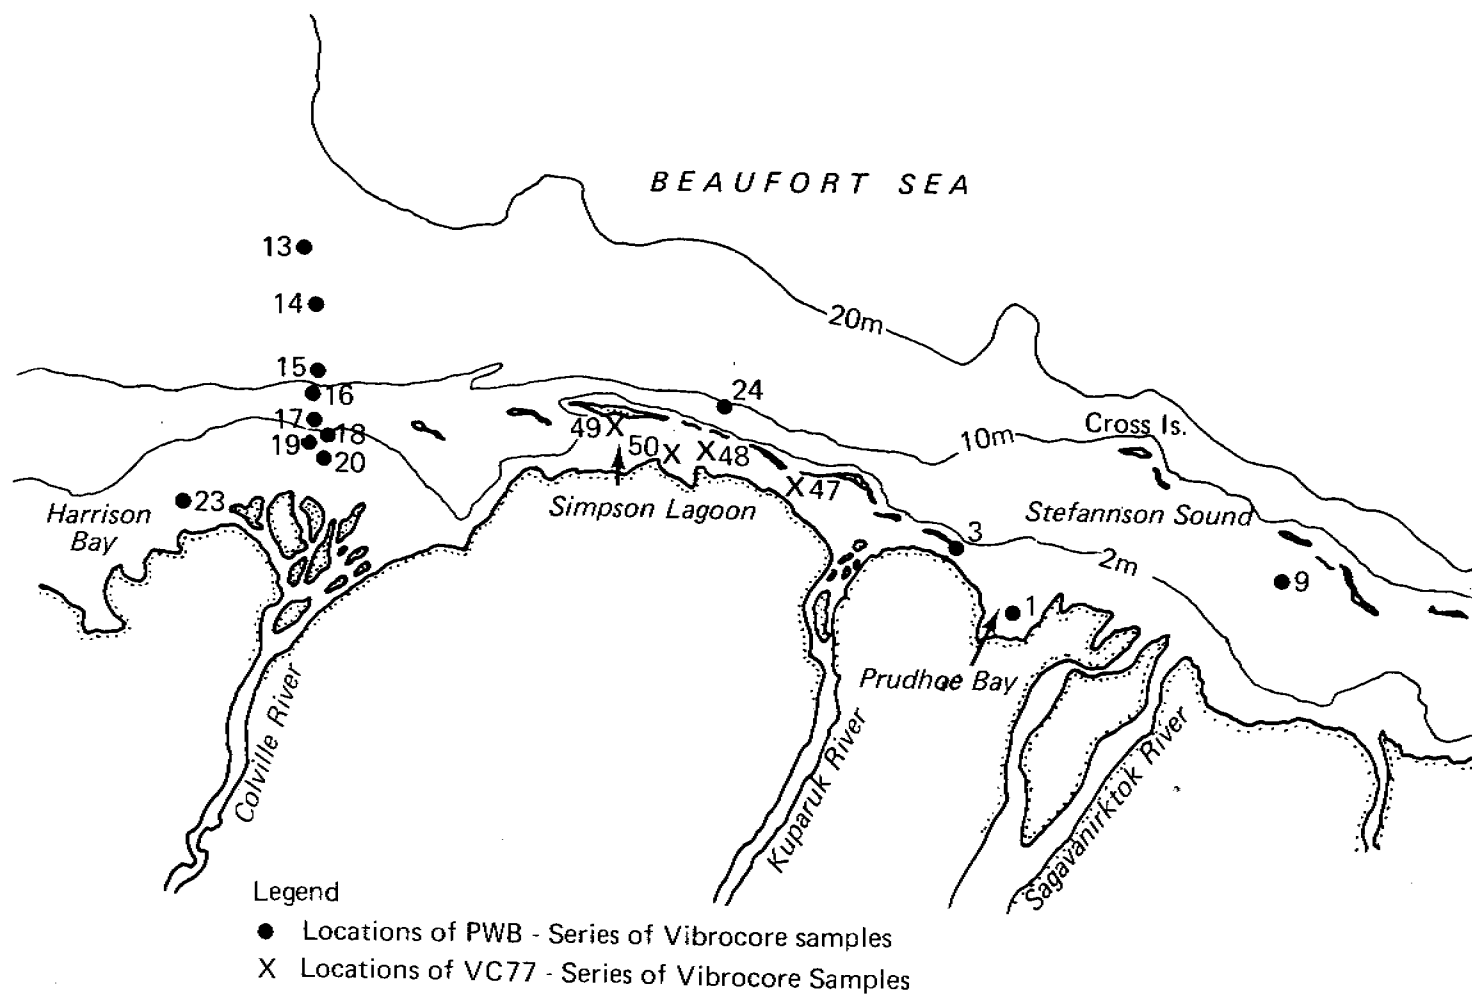 BEAUFORT SEA
13
14
20m
15
16
24
17
18
19
20
49
50
48
47
10m
Cross Is.
23
Harrison
Bay
Simpson Lagoon
Stefannson Sound
3
2m
9
1
Prudhoe Bay
Colville River
Kuparuk River
Sagavanirktok River
Legend
● Locations of PWB - Series of Vibrocore samples
X Locations of VC77 - Series of Vibrocore Samples